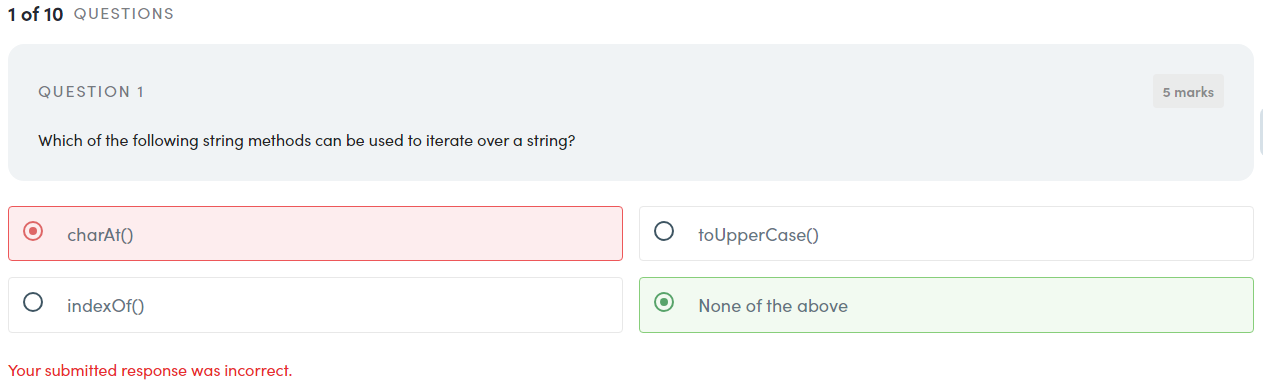 1 of 10 QUESTIONS
QUESTION 1
5 marks
Which of the following string methods can be used to iterate over a string?
charAt()
toUpperCase()
indexOf()
None of the above
Your submitted response was incorrect.